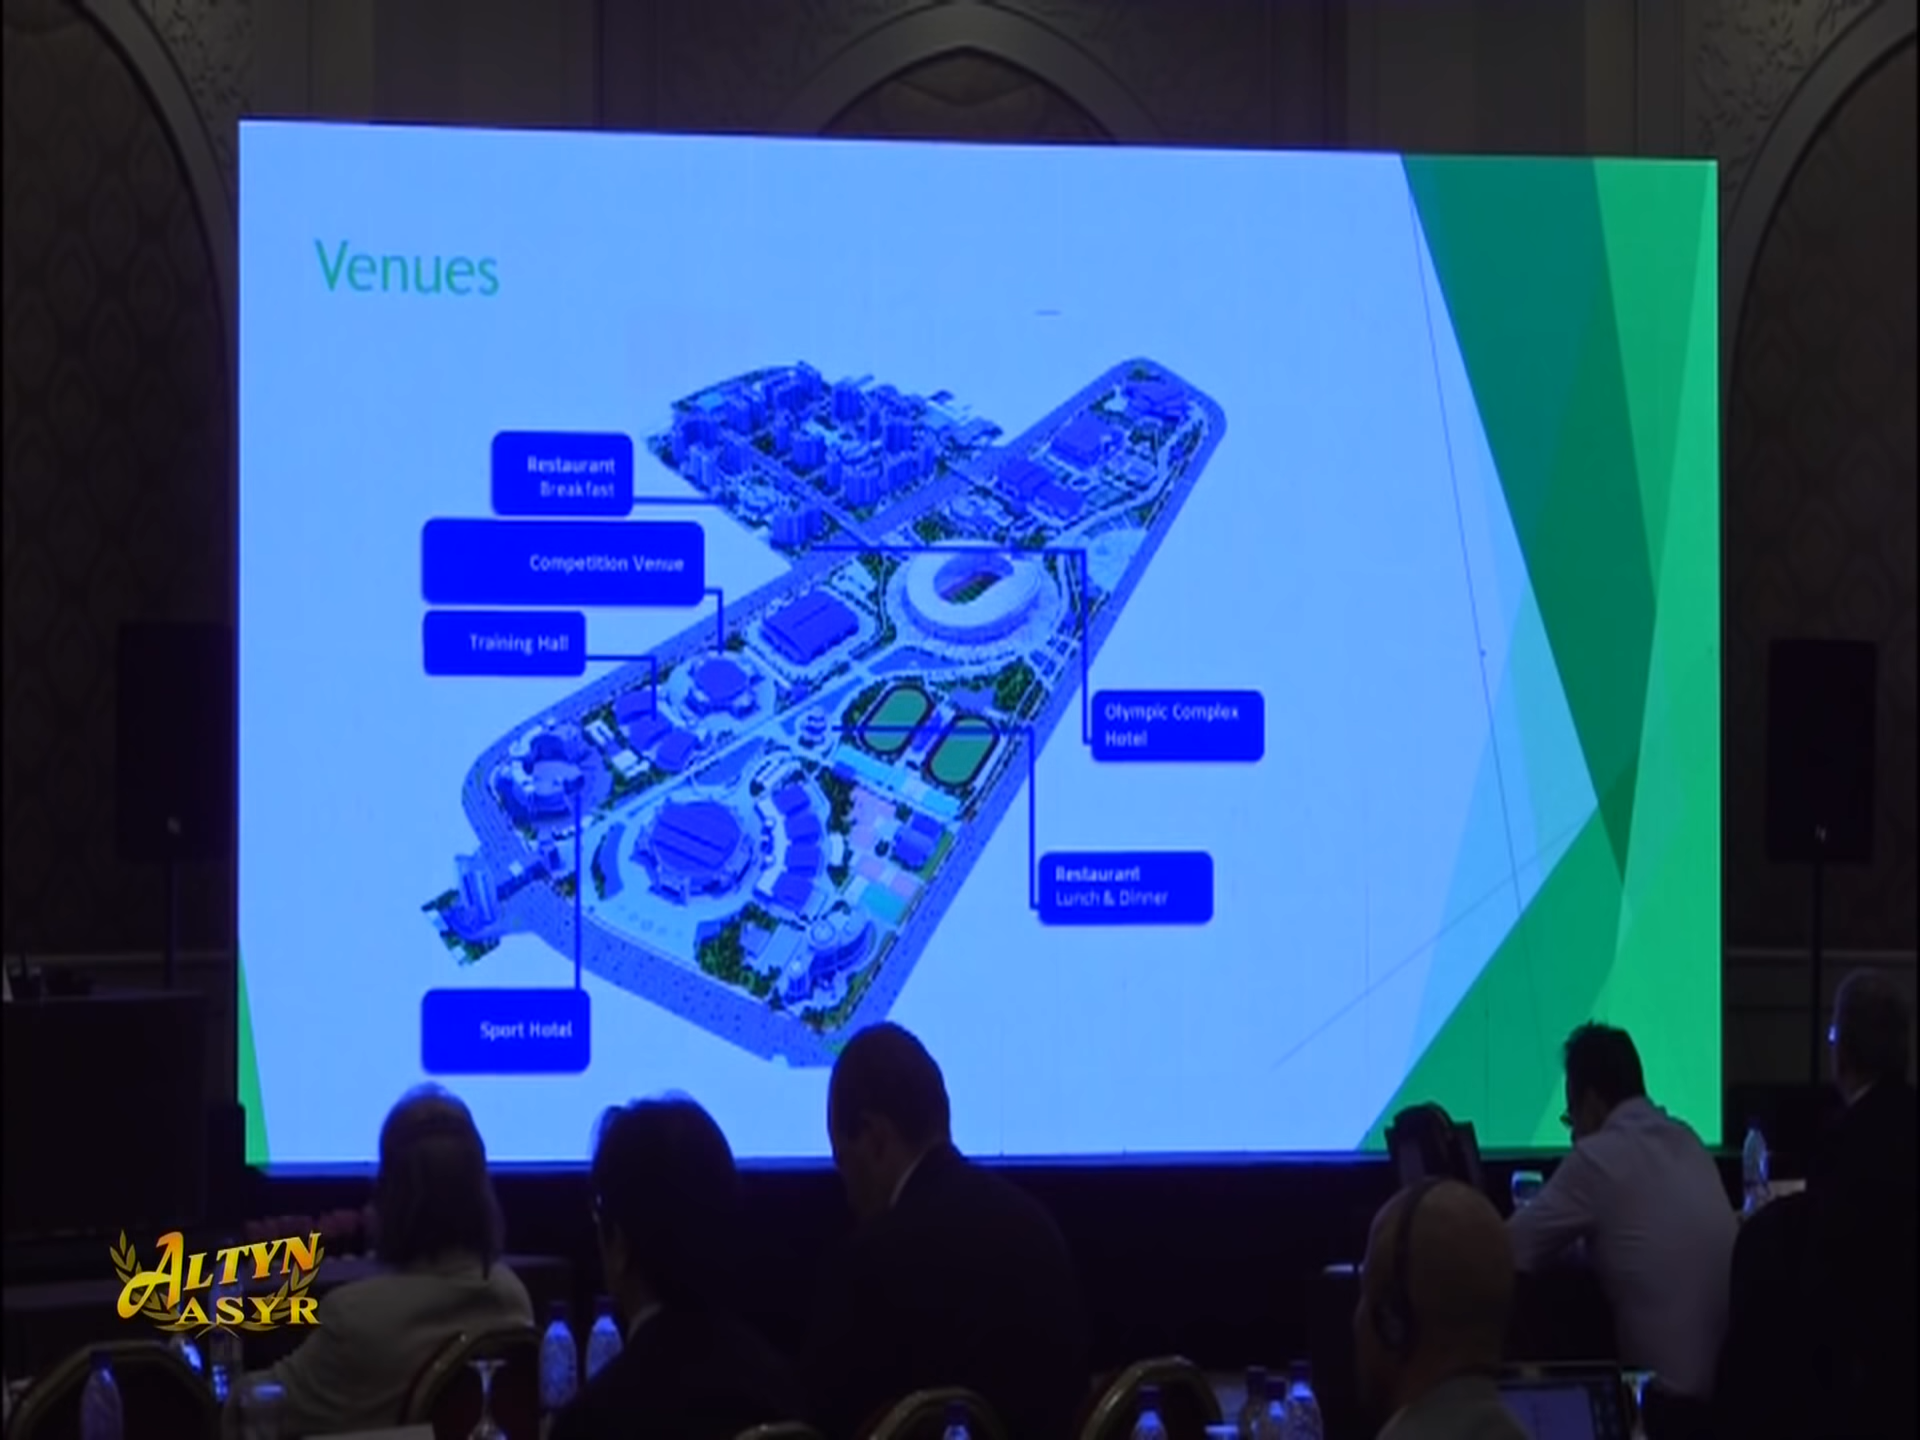 Venues
Restaurant
Breakfast
Competition Venue
Training Hall
Olympic Complex
Hotel
Restaurant
Lunch & Dinner
Sport Hotel
ALTYN
ASYR